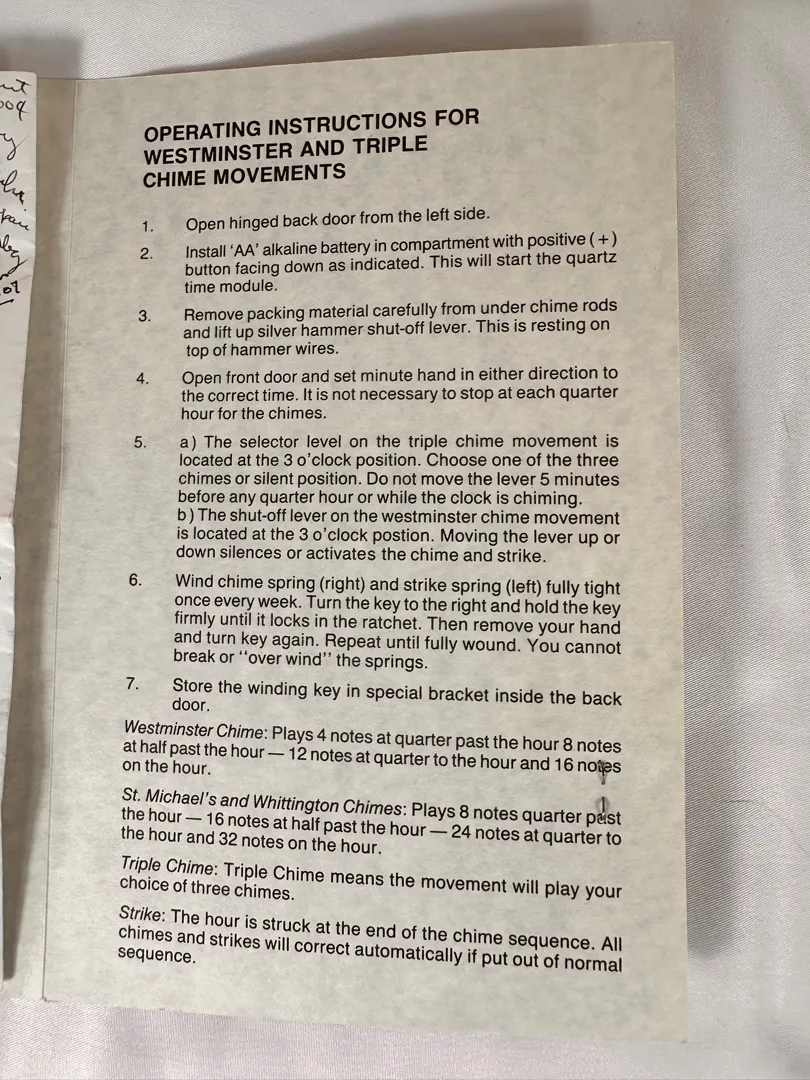 OPERATING INSTRUCTIONS FOR
WESTMINSTER AND TRIPLE
CHIME MOVEMENTS
1. Open hinged back door from the left side.
2. Install ‘AA’ alkaline battery in compartment with positive (+)
button facing down as indicated. This will start the quartz
time module.
3. Remove packing material carefully from under chime rods
and lift up silver hammer shut-off lever. This is resting on
top of hammer wires.
4. Open front door and set minute hand in either direction to
the correct time. It is not necessary to stop at each quarter
hour for the chimes.
5. a) The selector level on the triple chime movement is
located at the 3 o’clock position. Choose one of the three
chimes or silent position. Do not move the lever 5 minutes
before any quarter hour or while the clock is chiming.
b) The shut-off lever on the westminster chime movement
is located at the 3 o’clock postion. Moving the lever up or
down silences or activates the chime and strike.
6. Wind chime spring (right) and strike spring (left) fully tight
once every week. Turn the key to the right and hold the key
firmly until it locks in the ratchet. Then remove your hand
and turn key again. Repeat until fully wound. You cannot
break or ‘‘over wind’’ the springs.
7. Store the winding key in special bracket inside the back
door.
Westminster Chime: Plays 4 notes at quarter past the hour 8 notes
at half past the hour — 12 notes at quarter to the hour and 16 notes
on the hour.
St. Michael’s and Whittington Chimes: Plays 8 notes quarter past
the hour — 16 notes at half past the hour — 24 notes at quarter to
the hour and 32 notes on the hour.
Triple Chime: Triple Chime means the movement will play your
choice of three chimes.
Strike: The hour is struck at the end of the chime sequence. All
chimes and strikes will correct automatically if put out of normal
sequence.